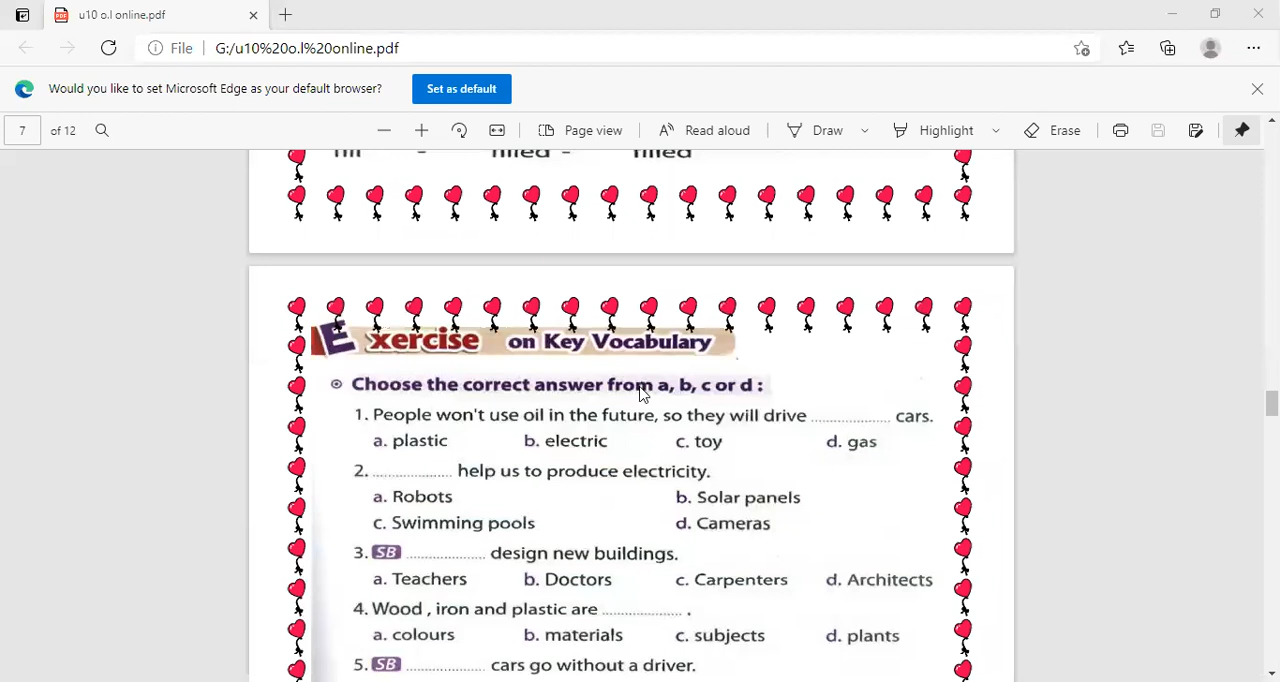 u10 o.l online.pdf
File G:/u10%20o.l%20online.pdf
Would you like to set Microsoft Edge as your default browser? Set as default
7 of 12 Page view Read aloud Draw Highlight Erase
fill - filled - filled
Exercise on Key Vocabulary
Choose the correct answer from a, b, c or d :
1. People won't use oil in the future, so they will drive .................... cars.
a. plastic b. electric c. toy d. gas
2. .................... help us to produce electricity.
a. Robots b. Solar panels
c. Swimming pools d. Cameras
3. SB .................... design new buildings.
a. Teachers b. Doctors c. Carpenters d. Architects
4. Wood , iron and plastic are .................... .
a. colours b. materials c. subjects d. plants
5. SB .................... cars go without a driver.